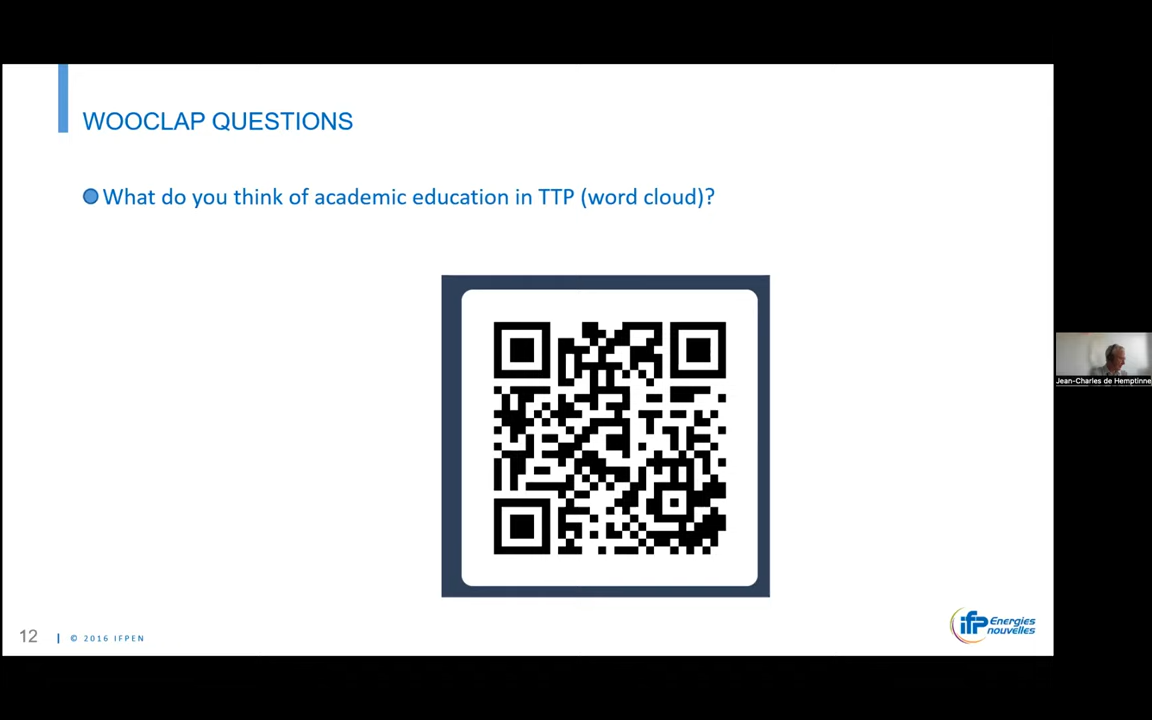 WOOCLAP QUESTIONS
What do you think of academic education in TTP (word cloud)?
Jean-Charles de Hemptinne
12 | © 2016 IFPEN
ifp Energies
nouvelles